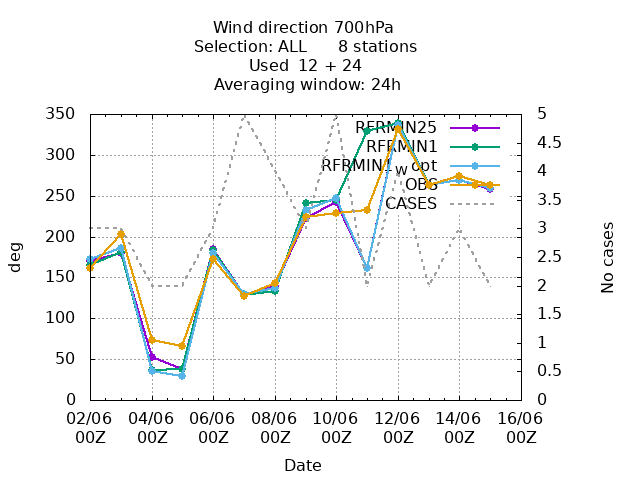 Wind direction 700hPa
Selection: ALL 8 stations
Used 12 + 24
Averaging window: 24h
350
300
250
200
150
100
50
0
deg
5
4.5
4
3.5
3
2.5
2
1.5
1
0.5
0
No cases
RFRMIN25
RFRMIN1
RFRMIN1_w_opt
OBS
CASES
02/06 04/06 06/06 08/06 10/06 12/06 14/06 16/06
00Z 00Z 00Z 00Z 00Z 00Z 00Z 00Z
Date